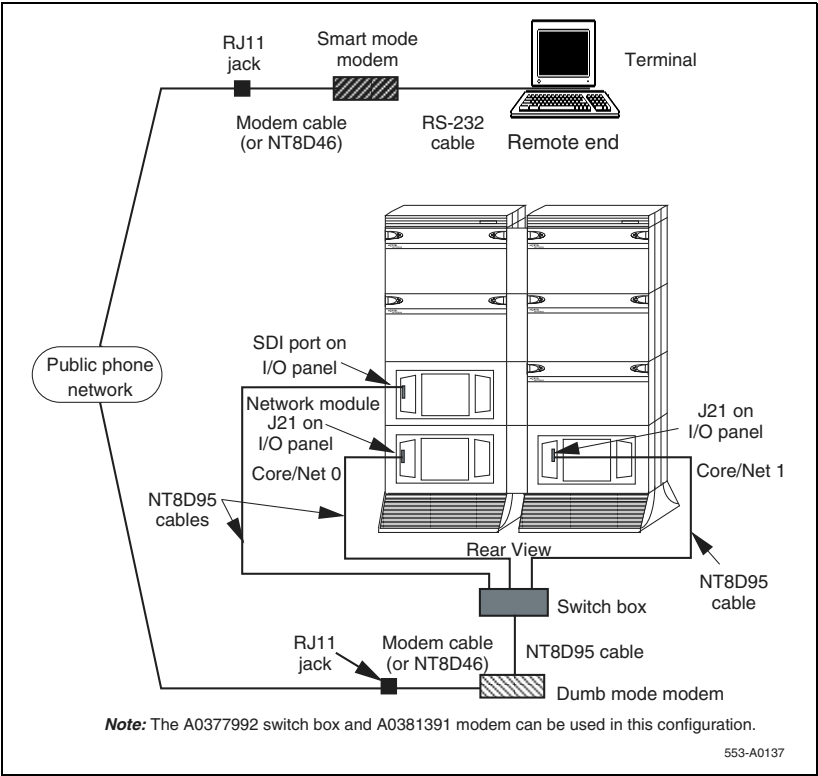 RJ11
jack
Smart mode
modem
Terminal
Modem cable
(or NT8D46)
RS-232
cable
Remote end
Public phone
network
SDI port on
I/O panel
Network module
J21 on
I/O panel
Core/Net 0
J21 on
I/O panel
Core/Net 1
NT8D95
cables
Rear View
NT8D95
cable
Switch box
NT8D95 cable
RJ11
jack
Modem cable
(or NT8D46)
Dumb mode modem
Note: The A0377992 switch box and A0381391 modem can be used in this configuration.
553-A0137